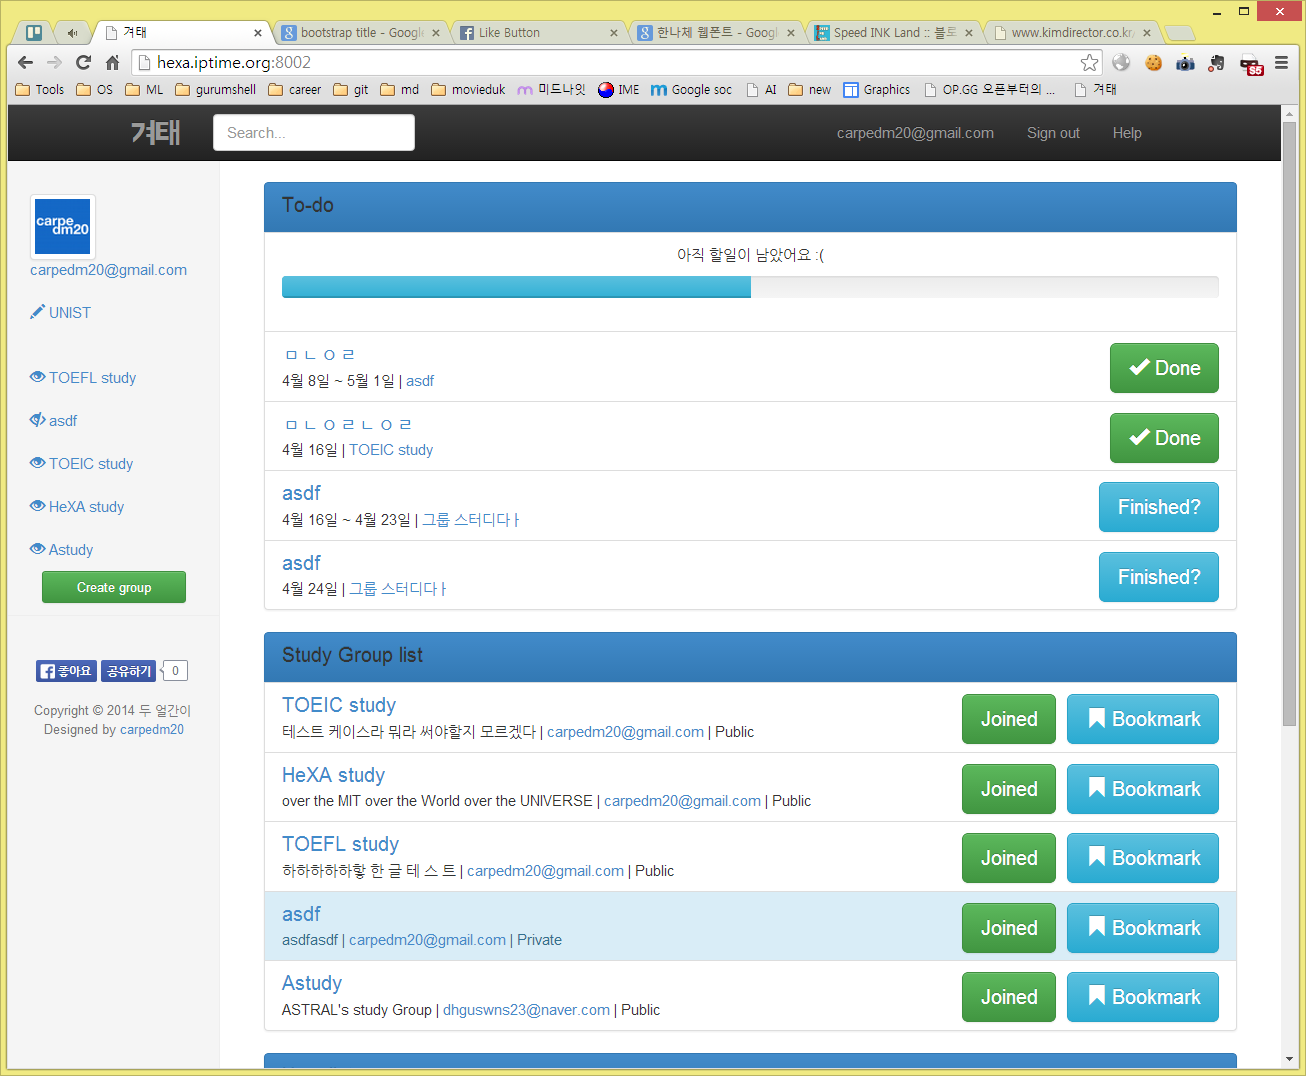 겨태
bootstrap title - Google
Like Button
한나체 웹폰트 - Googl
Speed INK Land :: 블로
www.kimdirector.co.kr/
hexa.iptime.org:8002
Tools
OS
ML
gurumshell
career
git
md
movieduk
미드나잇
IME
Google soc
AI
new
Graphics
OP.GG 오픈부터의 ...
겨태
겨태
Search...
carpedm20@gmail.com
Sign out
Help
carpe
dm20
carpedm20@gmail.com
UNIST
TOEFL study
asdf
TOEIC study
HeXA study
Astudy
Create group
좋아요
공유하기
0
Copyright © 2014 두 얼간이
Designed by carpedm20
To-do
아직 할일이 남았어요 :(
ㅁㄴㅇㄹ
4월 8일 ~ 5월 1일 | asdf
Done
ㅁㄴㅇㄹㄴㅇㄹ
4월 16일 | TOEIC study
Done
asdf
4월 16일 ~ 4월 23일 | 그룹 스터디다ㅏ
Finished?
asdf
4월 24일 | 그룹 스터디다ㅏ
Finished?
Study Group list
TOEIC study
테스트 케이스라 뭐라 써야할지 모르겠다 | carpedm20@gmail.com | Public
Joined
Bookmark
HeXA study
over the MIT over the World over the UNIVERSE | carpedm20@gmail.com | Public
Joined
Bookmark
TOEFL study
하하하하하핳 한 글 테 스 트 | carpedm20@gmail.com | Public
Joined
Bookmark
asdf
asdfasdf | carpedm20@gmail.com | Private
Joined
Bookmark
Astudy
ASTRAL's study Group | dhguswns23@naver.com | Public
Joined
Bookmark